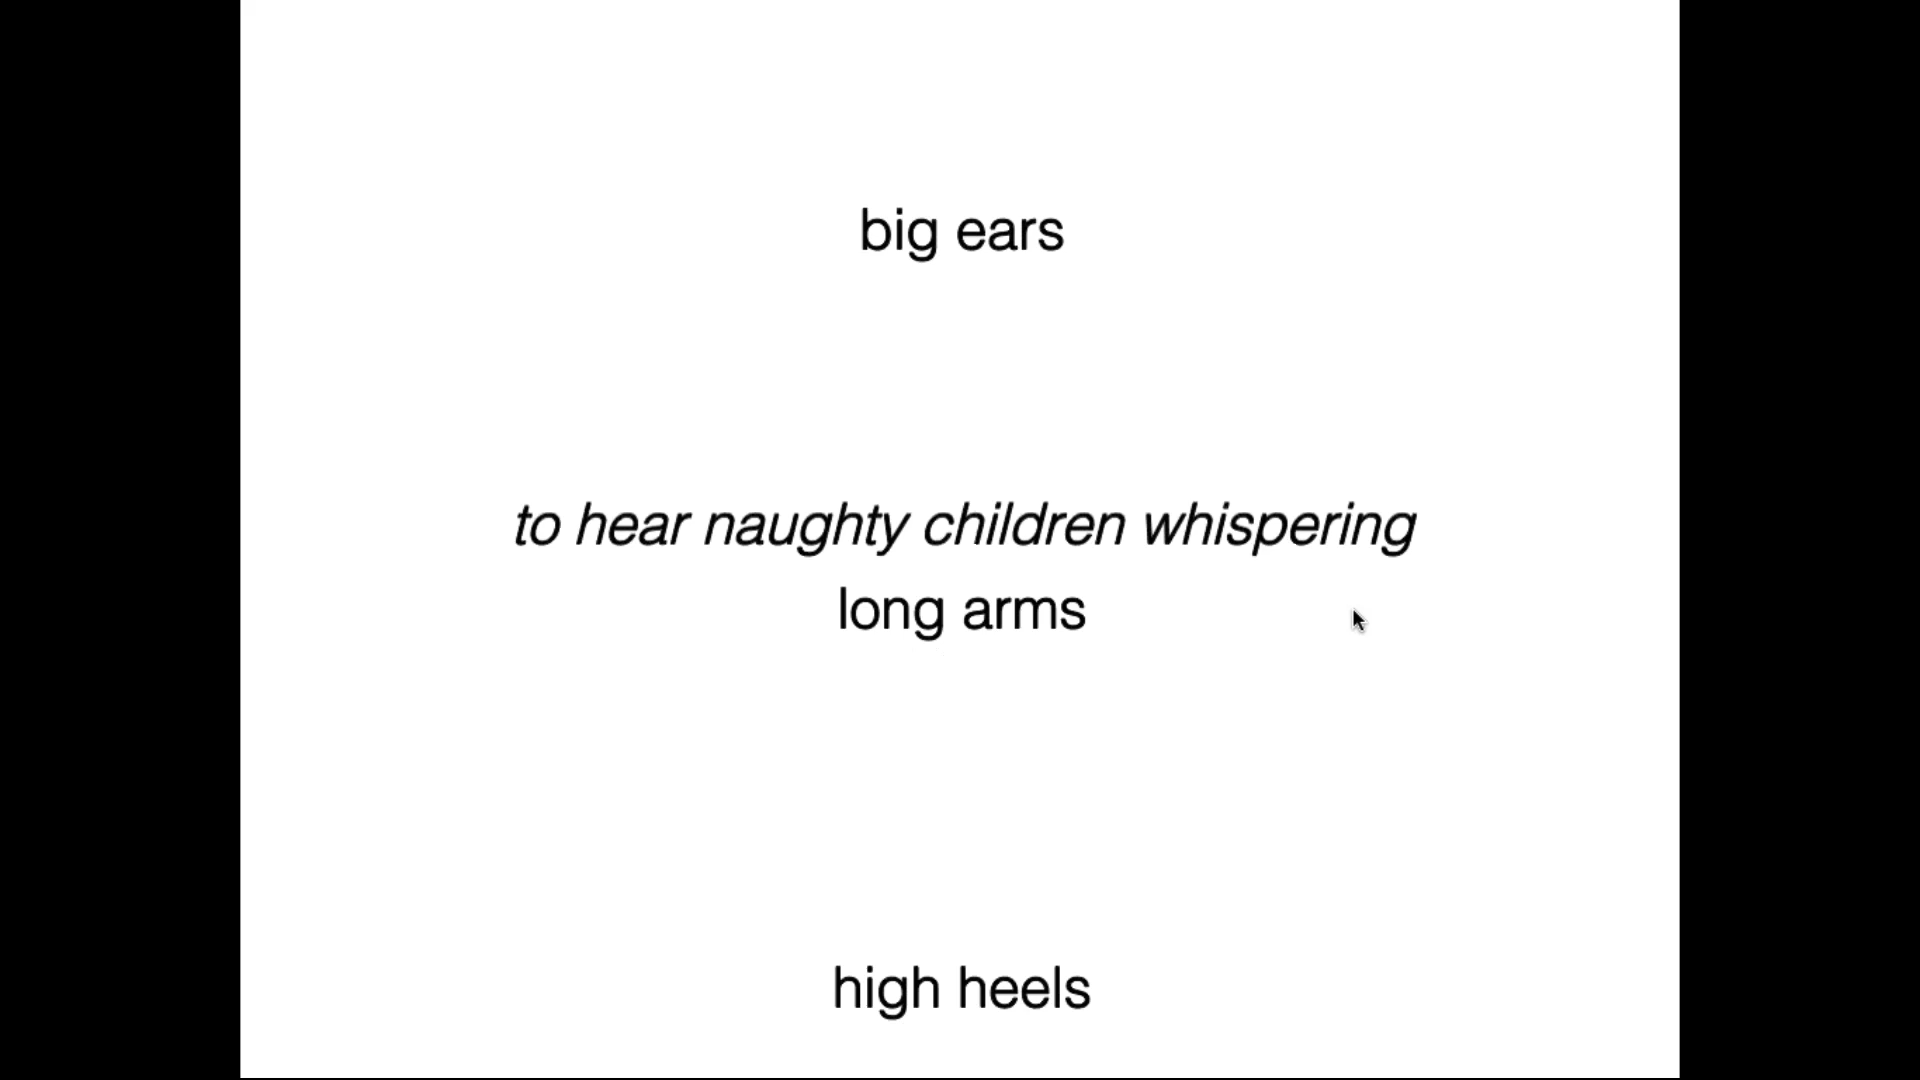 big ears
to hear naughty children whispering
long arms
high heels